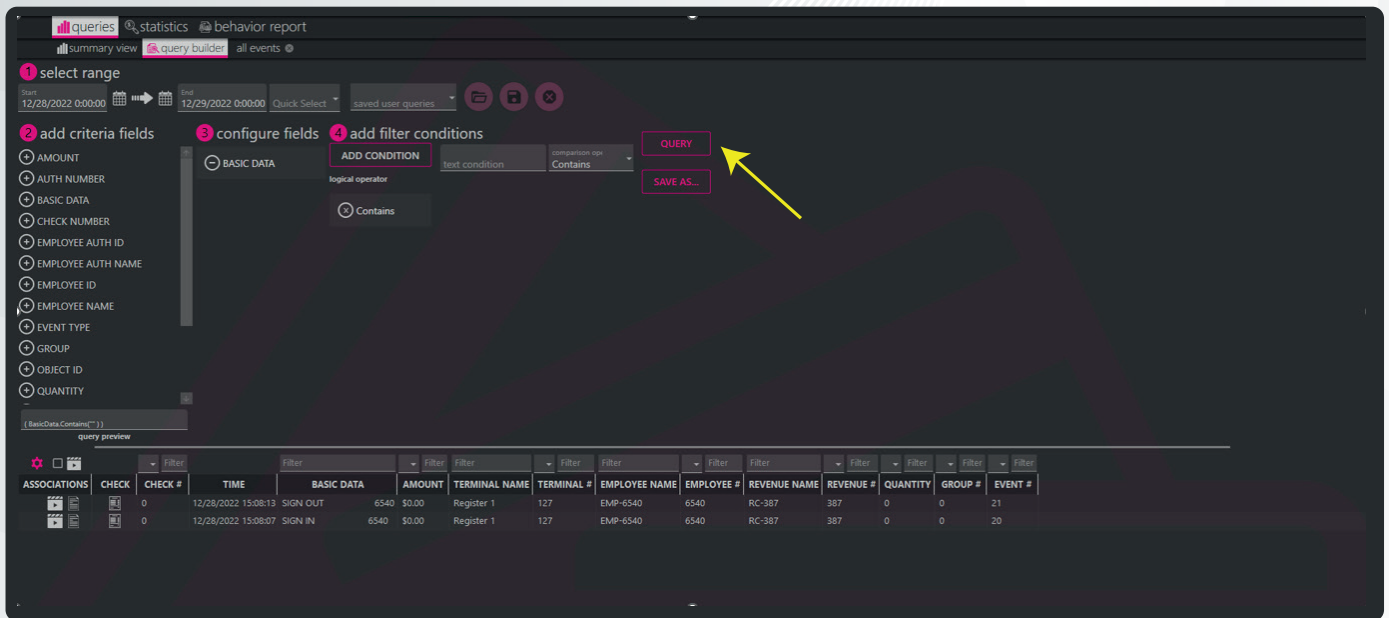 queries statistics behavior report
summary view query builder all events
1 select range
Start
12/28/2022 0:00:00
End
12/29/2022 0:00:00
Quick Select
saved user queries
2 add criteria fields
AMOUNT
AUTH NUMBER
BASIC DATA
CHECK NUMBER
EMPLOYEE AUTH ID
EMPLOYEE AUTH NAME
EMPLOYEE ID
EMPLOYEE NAME
EVENT TYPE
GROUP
OBJECT ID
QUANTITY
3 configure fields
BASIC DATA
4 add filter conditions
ADD CONDITION
text condition
comparison ope
Contains
logical operator
Contains
QUERY
SAVE AS...
( BasicData.Contains("" ) )
query preview
Filter Filter Filter Filter Filter Filter Filter Filter Filter Filter Filter Filter
ASSOCIATIONS CHECK CHECK # TIME BASIC DATA AMOUNT TERMINAL NAME TERMINAL # EMPLOYEE NAME EMPLOYEE # REVENUE NAME REVENUE # QUANTITY GROUP # EVENT #
0 12/28/2022 15:08:13 SIGN OUT 6540 $0.00 Register 1 127 EMP-6540 6540 RC-387 387 0 0 21
0 12/28/2022 15:08:07 SIGN IN 6540 $0.00 Register 1 127 EMP-6540 6540 RC-387 387 0 0 20